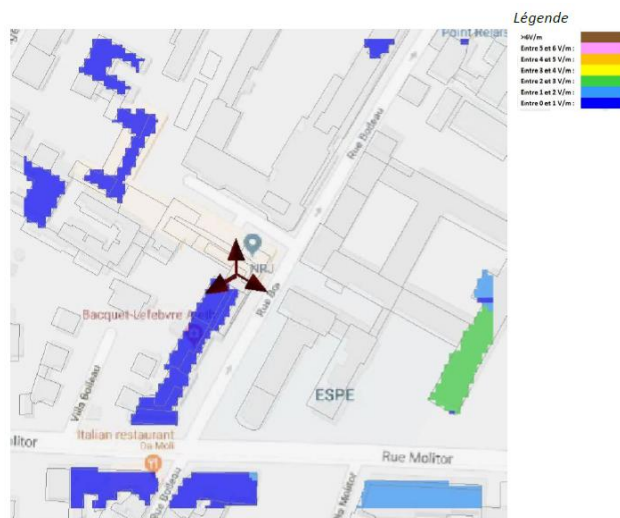 Légende
>6V/m
Entre 5 et 6 V/m :
Entre 4 et 5 V/m :
Entre 3 et 4 V/m :
Entre 2 et 3 V/m :
Entre 1 et 2 V/m :
Entre 0 et 1 V/m :
Point Relais
Rue Boileau
NRJ
Rue Bo
Bacquet-Lefebvre
Villa Boileau
ESPE
Italian restaurant
Da Moli
olitor
Rue Molitor
Rue Boileau
a Molitor